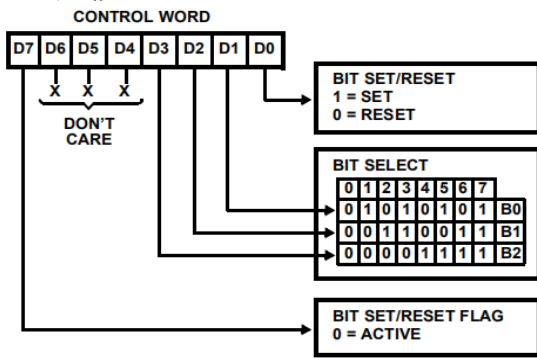 CONTROL WORD
D7 D6 D5 D4 D3 D2 D1 D0
X X X
DON'T
CARE
BIT SET/RESET
1 = SET
0 = RESET
BIT SELECT
0 1 2 3 4 5 6 7
0 1 0 1 0 1 0 1 B0
0 0 1 1 0 0 1 1 B1
0 0 0 0 1 1 1 1 B2
BIT SET/RESET FLAG
0 = ACTIVE